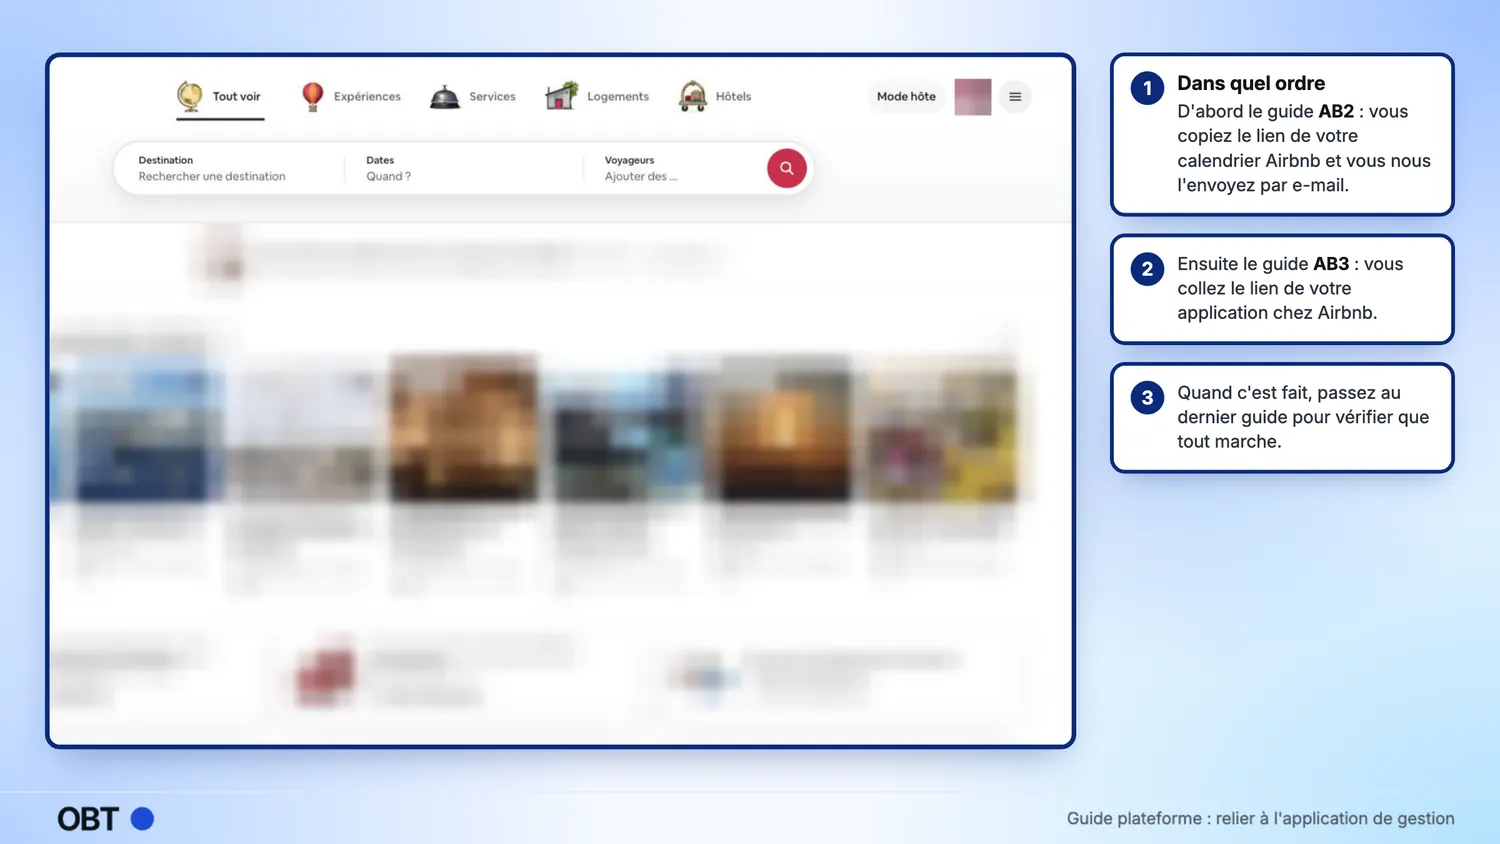 Tout voir
Expériences
Services
Logements
Hôtels
Mode hôte
Destination
Rechercher une destination
Dates
Quand ?
Voyageurs
Ajouter des ...
1
Dans quel ordre
D'abord le guide AB2 : vous
copiez le lien de votre
calendrier Airbnb et vous nous
l'envoyez par e-mail.
2
Ensuite le guide AB3 : vous
collez le lien de votre
application chez Airbnb.
3
Quand c'est fait, passez au
dernier guide pour vérifier que
tout marche.
OBT
Guide plateforme : relier à l'application de gestion